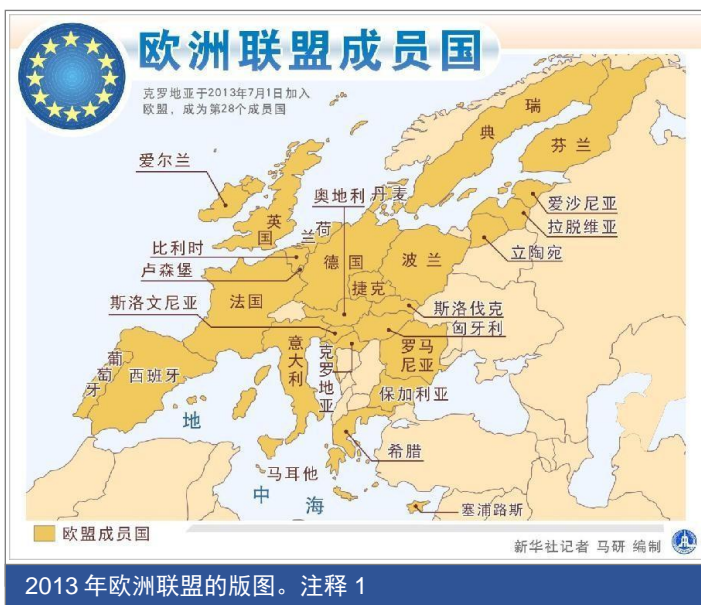 欧洲联盟成员国
克罗地亚于2013年7月1日加入
欧盟，成为第28个成员国
瑞典
芬兰
爱尔兰
奥地利
丹麦
爱沙尼亚
英国
荷兰
拉脱维亚
比利时
德国
波兰
立陶宛
卢森堡
捷克
斯洛文尼亚
法国
斯洛伐克
匈牙利
意大利
克罗地亚
罗马
尼亚
葡萄牙
西班牙
保加利亚
地中海
希腊
马耳他
塞浦路斯
欧盟成员国
新华社记者 马研 编制
2013 年欧洲联盟的版图。注释 1